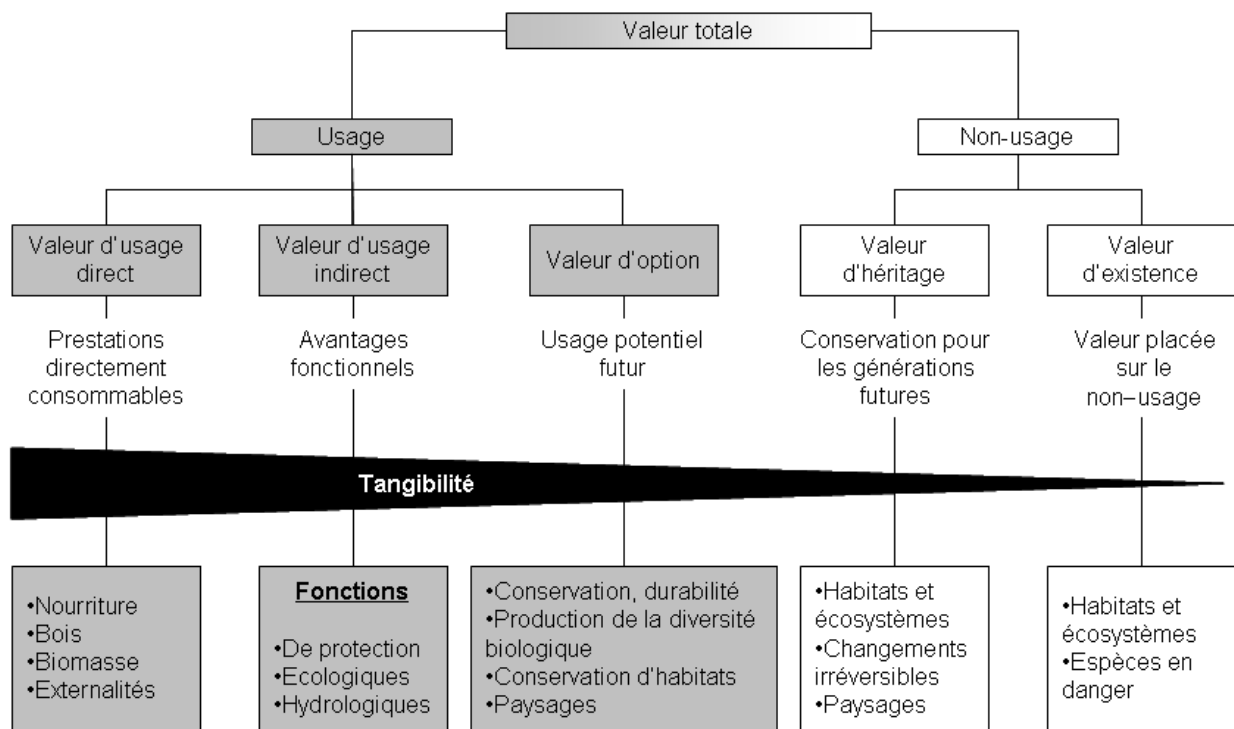 Valeur totale
Usage
Non-usage
Valeur d'usage
direct
Valeur d'usage
indirect
Valeur d'option
Valeur
d'héritage
Valeur
d'existence
Prestations
directement
consommables
Avantages
fonctionnels
Usage potentiel
futur
Conservation pour
les générations
futures
Valeur placée
sur le
non–usage
Tangibilité
•Nourriture
•Bois
•Biomasse
•Externalités
Fonctions
•De protection
•Ecologiques
•Hydrologiques
•Conservation, durabilité
•Production de la diversité
biologique
•Conservation d'habitats
•Paysages
•Habitats et
écosystèmes
•Changements
irréversibles
•Paysages
•Habitats et
écosystèmes
•Espèces en
danger